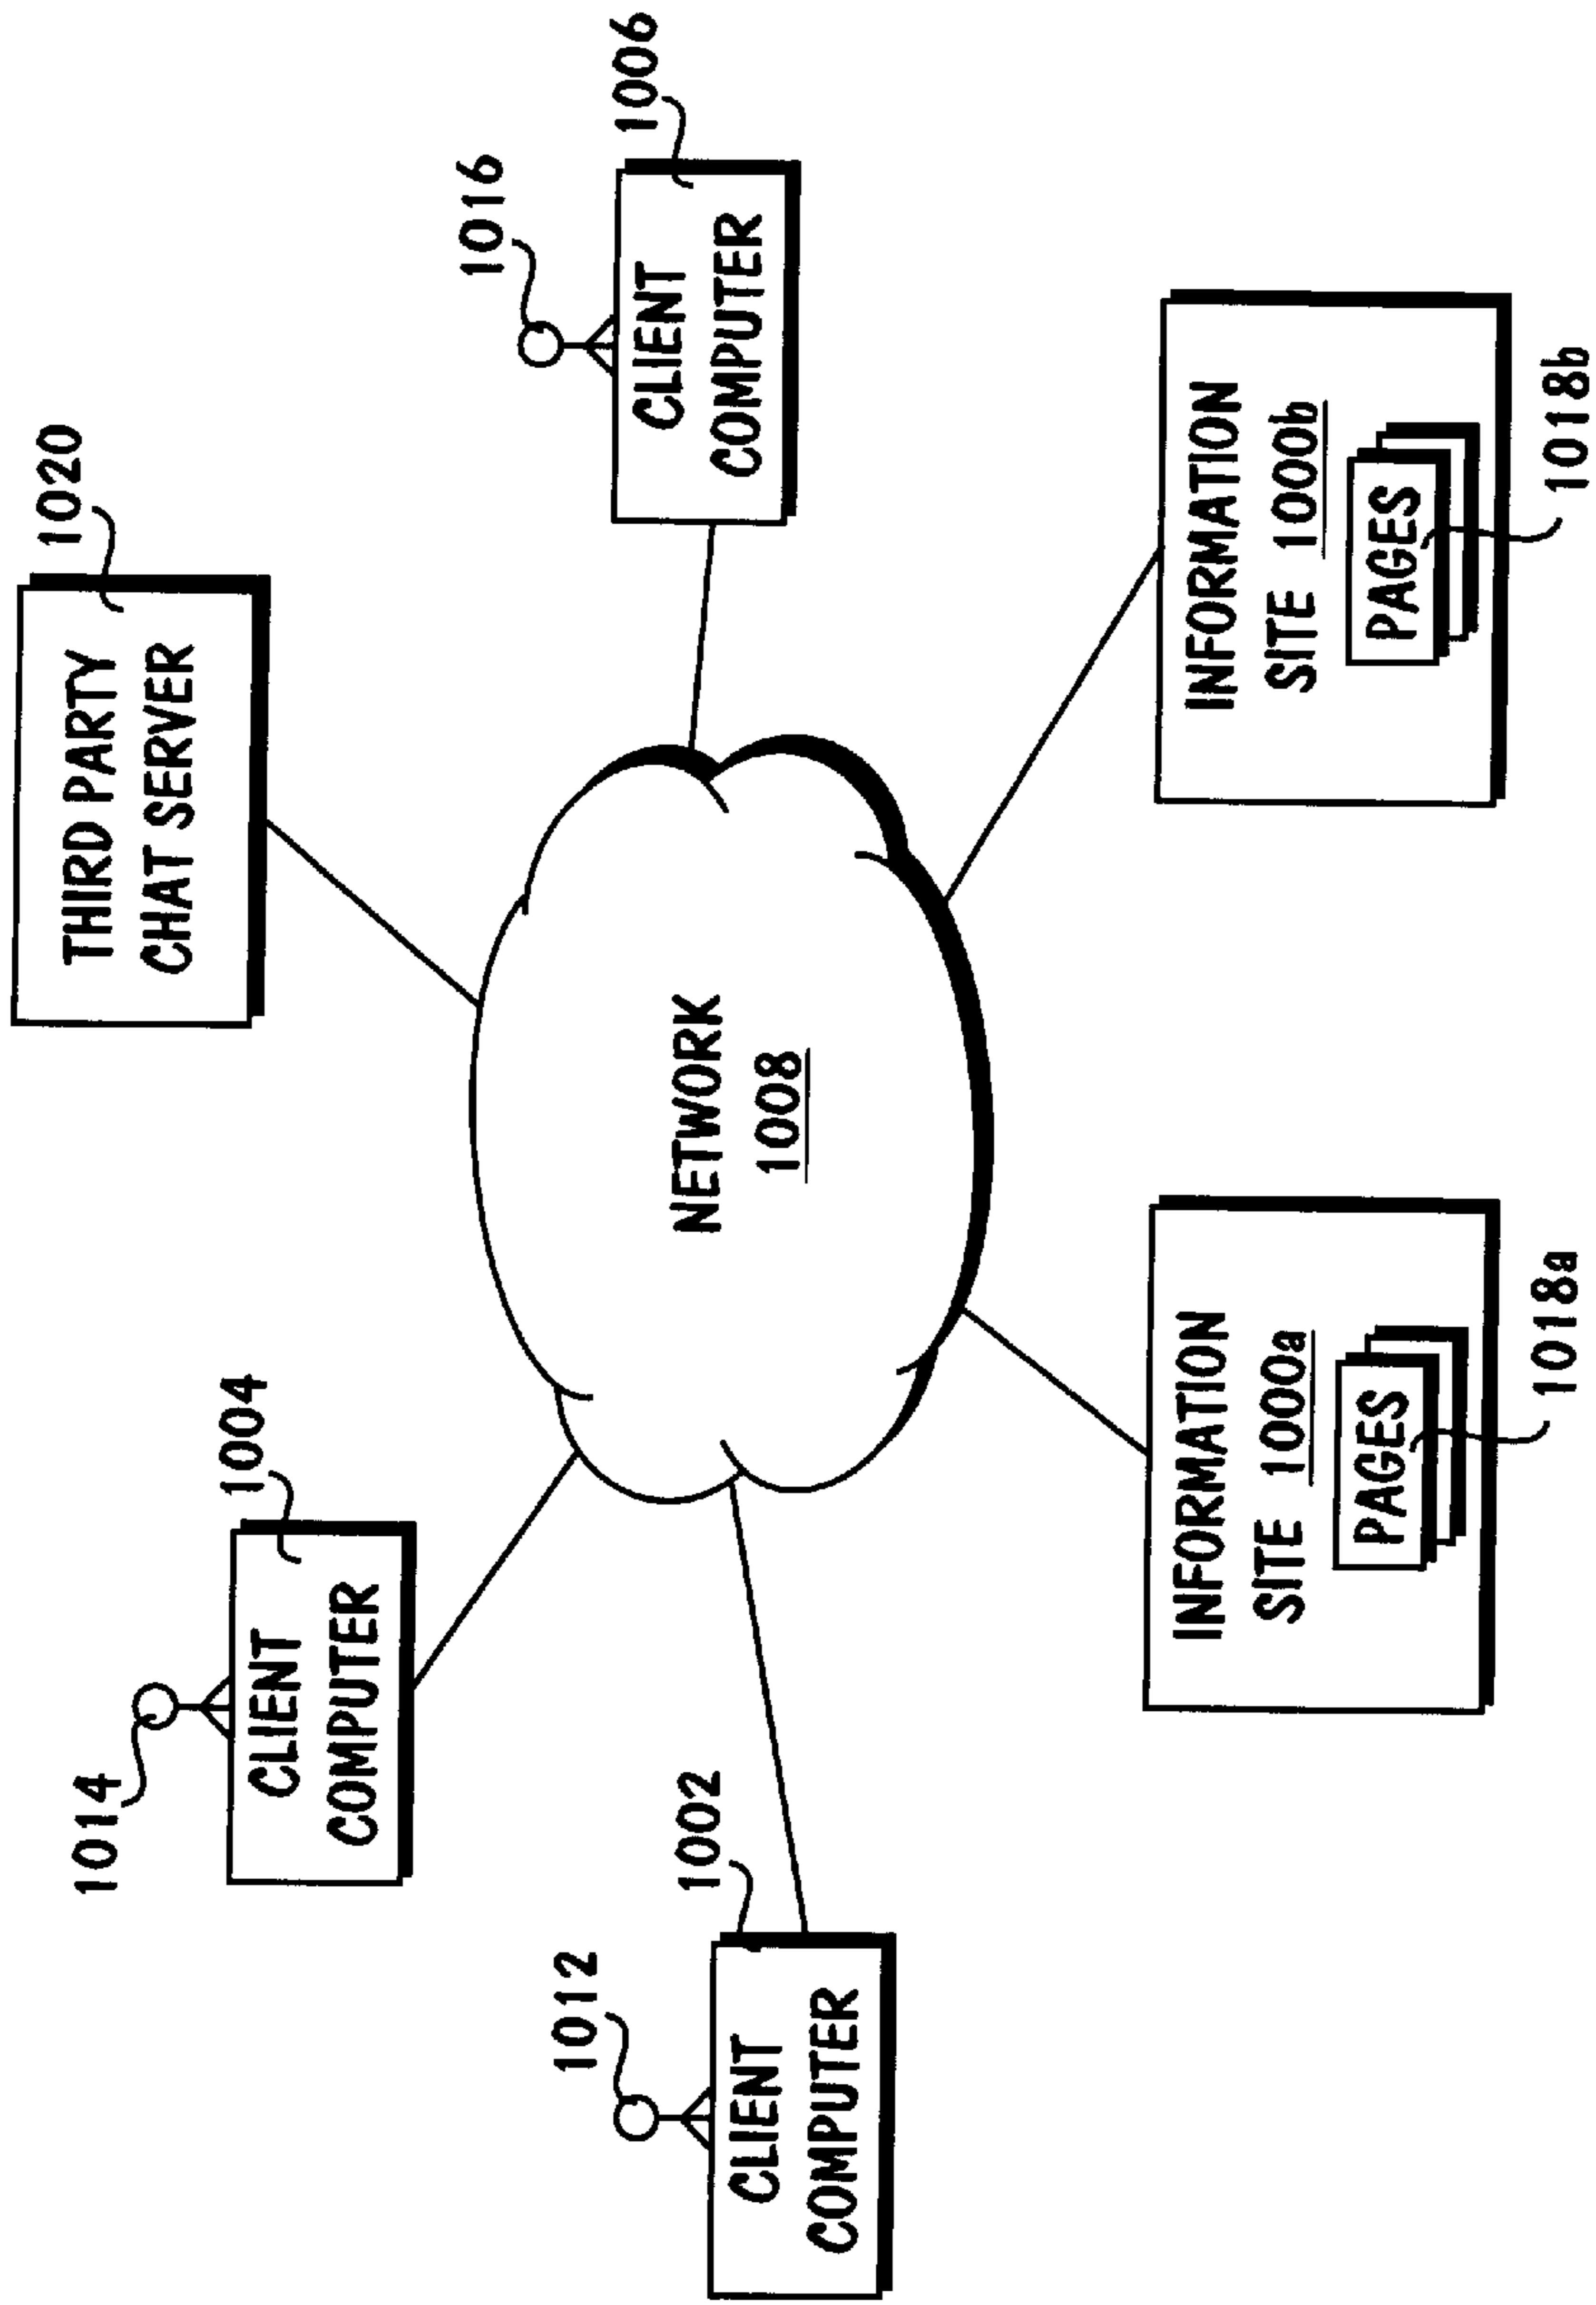 1020
THIRD PARTY
CHAT SERVER
1014
1004
CLIENT
COMPUTER
1016
1006
CLIENT
COMPUTER
1012
1002
CLIENT
COMPUTER
NETWORK
1008
INFORMATION
SITE 1000a
PAGES
1018a
INFORMATION
SITE 1000b
PAGES
1018b